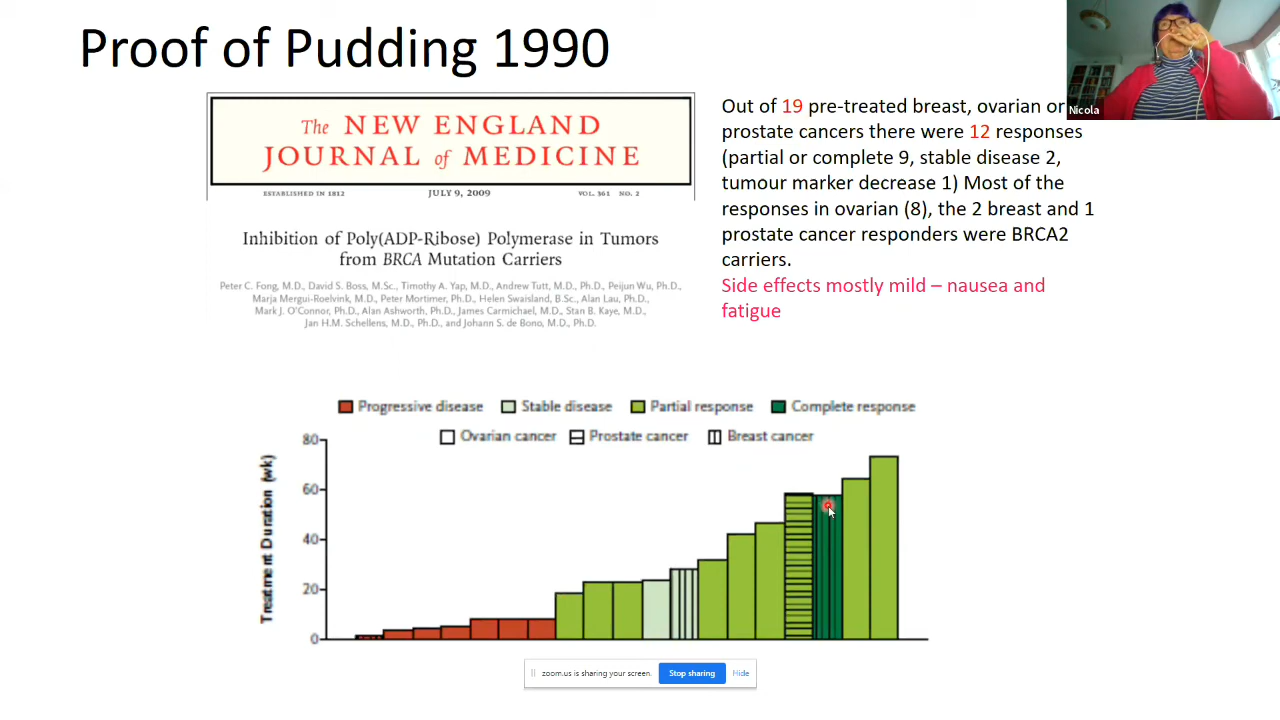 Proof of Pudding 1990
Nicola
The NEW ENGLAND
JOURNAL of MEDICINE
ESTABLISHED IN 1812 JULY 9, 2009 VOL. 361 NO. 2
Inhibition of Poly(ADP-Ribose) Polymerase in Tumors
from BRCA Mutation Carriers
Peter C. Fong, M.D., David S. Boss, M.Sc., Timothy A. Yap, M.D., Andrew Tutt, M.D., Ph.D., Peijun Wu, Ph.D.,
Marja Mergui-Roelvink, M.D., Peter Mortimer, Ph.D., Helen Swaisland, B.Sc., Alan Lau, Ph.D.,
Mark J. O'Connor, Ph.D., Alan Ashworth, Ph.D., James Carmichael, M.D., Stan B. Kaye, M.D.,
Jan H.M. Schellens, M.D., Ph.D., and Johann S. de Bono, M.D., Ph.D.
Out of 19 pre-treated breast, ovarian or
prostate cancers there were 12 responses
(partial or complete 9, stable disease 2,
tumour marker decrease 1) Most of the
responses in ovarian (8), the 2 breast and 1
prostate cancer responders were BRCA2
carriers.
Side effects mostly mild – nausea and
fatigue
Progressive disease Stable disease Partial response Complete response
Ovarian cancer Prostate cancer Breast cancer
Treatment Duration (wk)
80
60
40
20
0
zoom.us is sharing your screen. Stop sharing Hide